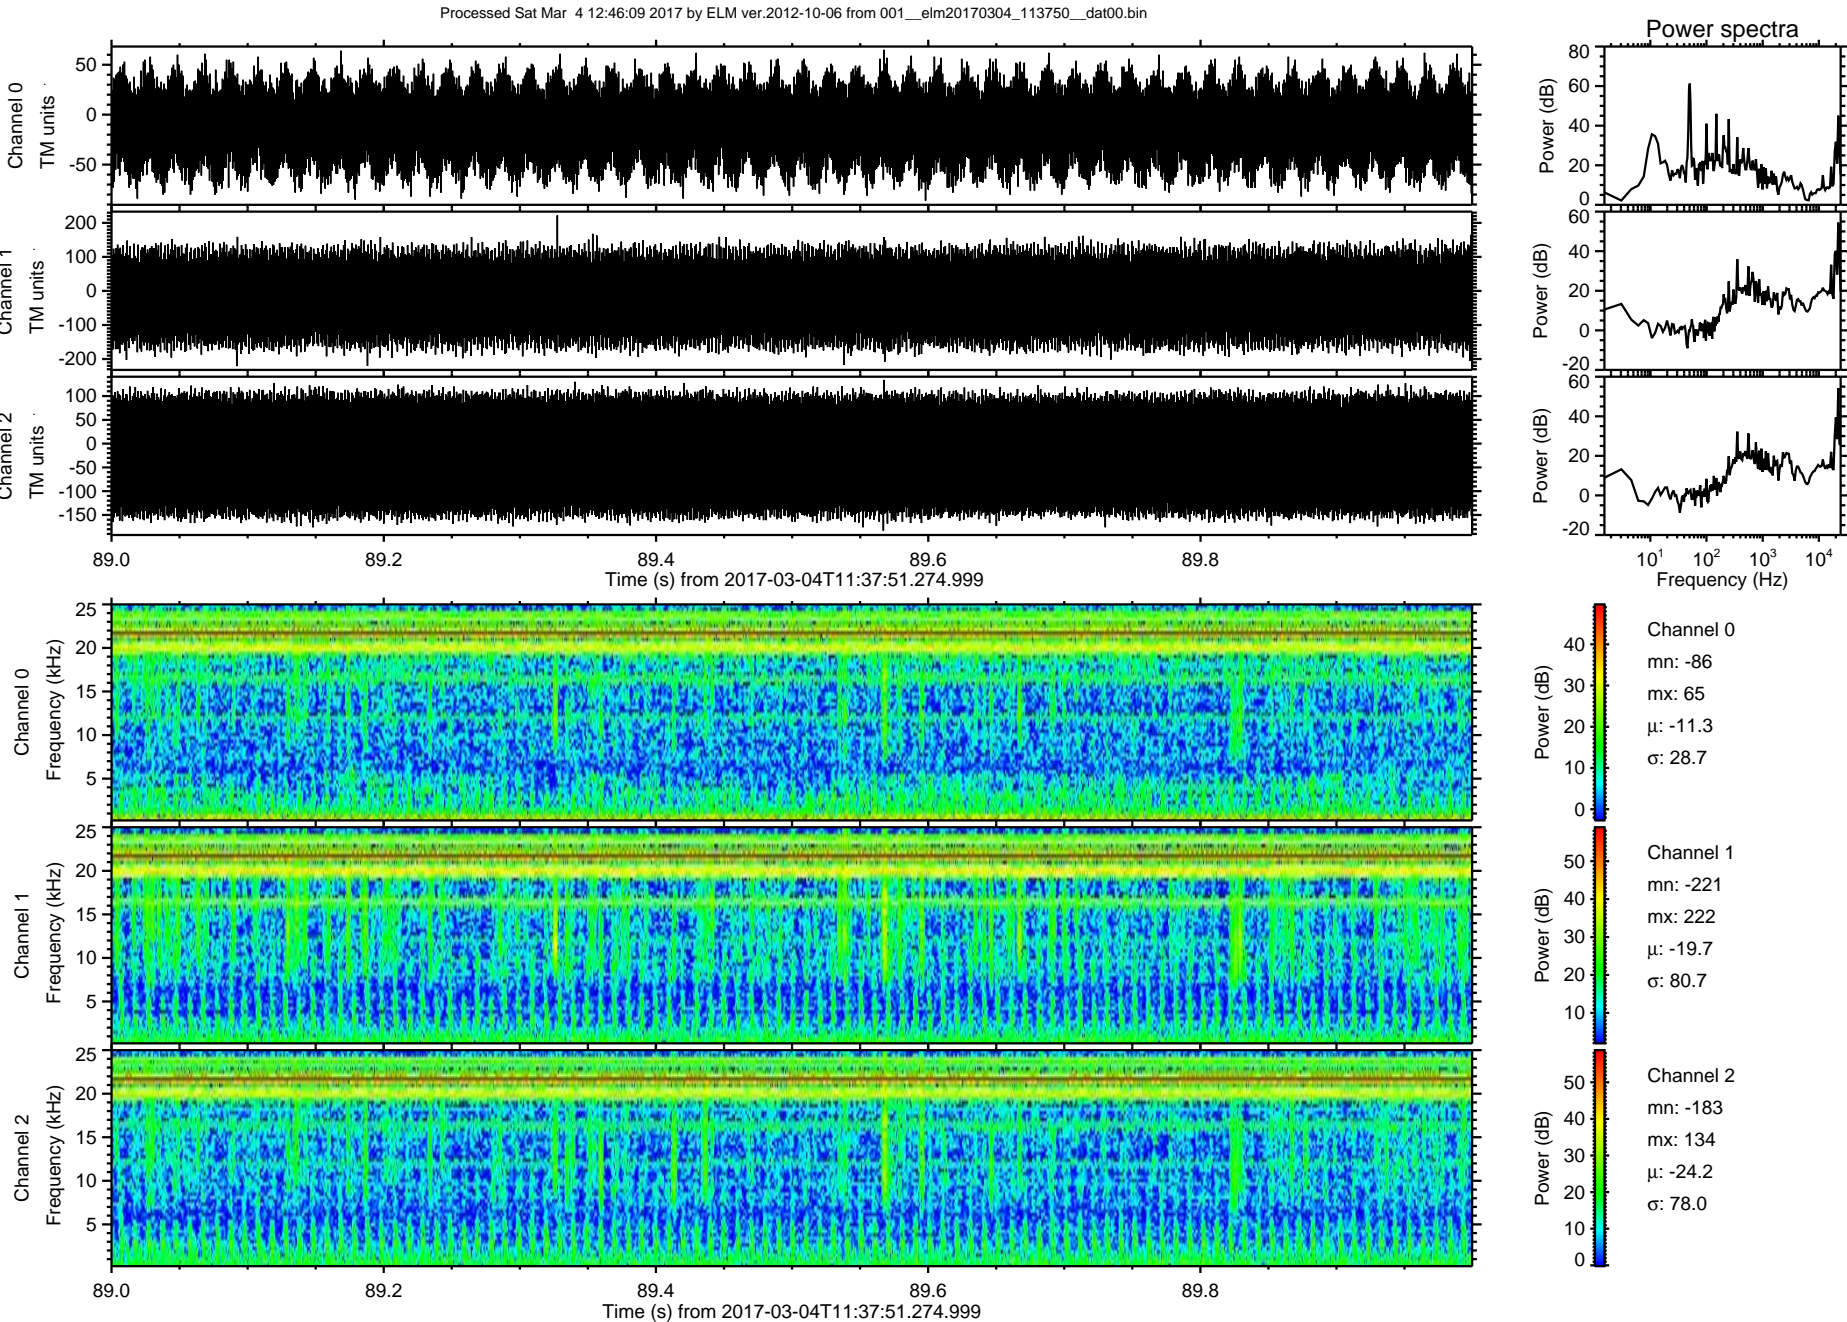 Processed Sat Mar  4 12:46:09 2017 by ELM ver.2012-10-06 from 001__elm20170304_113750__dat00.bin
Power spectra
Channel 0
TM units
50
0
-50
Power (dB)
80
60
40
20
0
Channel 1
TM units
200
100
0
-100
-200
Power (dB)
60
40
20
0
-20
Channel 2
TM units
100
50
0
-50
-100
-150
Power (dB)
60
40
20
0
-20
89.0 89.2 89.4 89.6 89.8
Time (s) from 2017-03-04T11:37:51.274.999
10^1 10^2 10^3 10^4
Frequency (Hz)
Channel 0
Frequency (kHz)
25
20
15
10
5
Power (dB)
40
30
20
10
0
Channel 0
mn: -86
mx: 65
μ: -11.3
σ: 28.7
Channel 1
Frequency (kHz)
25
20
15
10
5
Power (dB)
50
40
30
20
10
Channel 1
mn: -221
mx: 222
μ: -19.7
σ: 80.7
Channel 2
Frequency (kHz)
25
20
15
10
5
Power (dB)
50
40
30
20
10
0
Channel 2
mn: -183
mx: 134
μ: -24.2
σ: 78.0
89.0 89.2 89.4 89.6 89.8
Time (s) from 2017-03-04T11:37:51.274.999